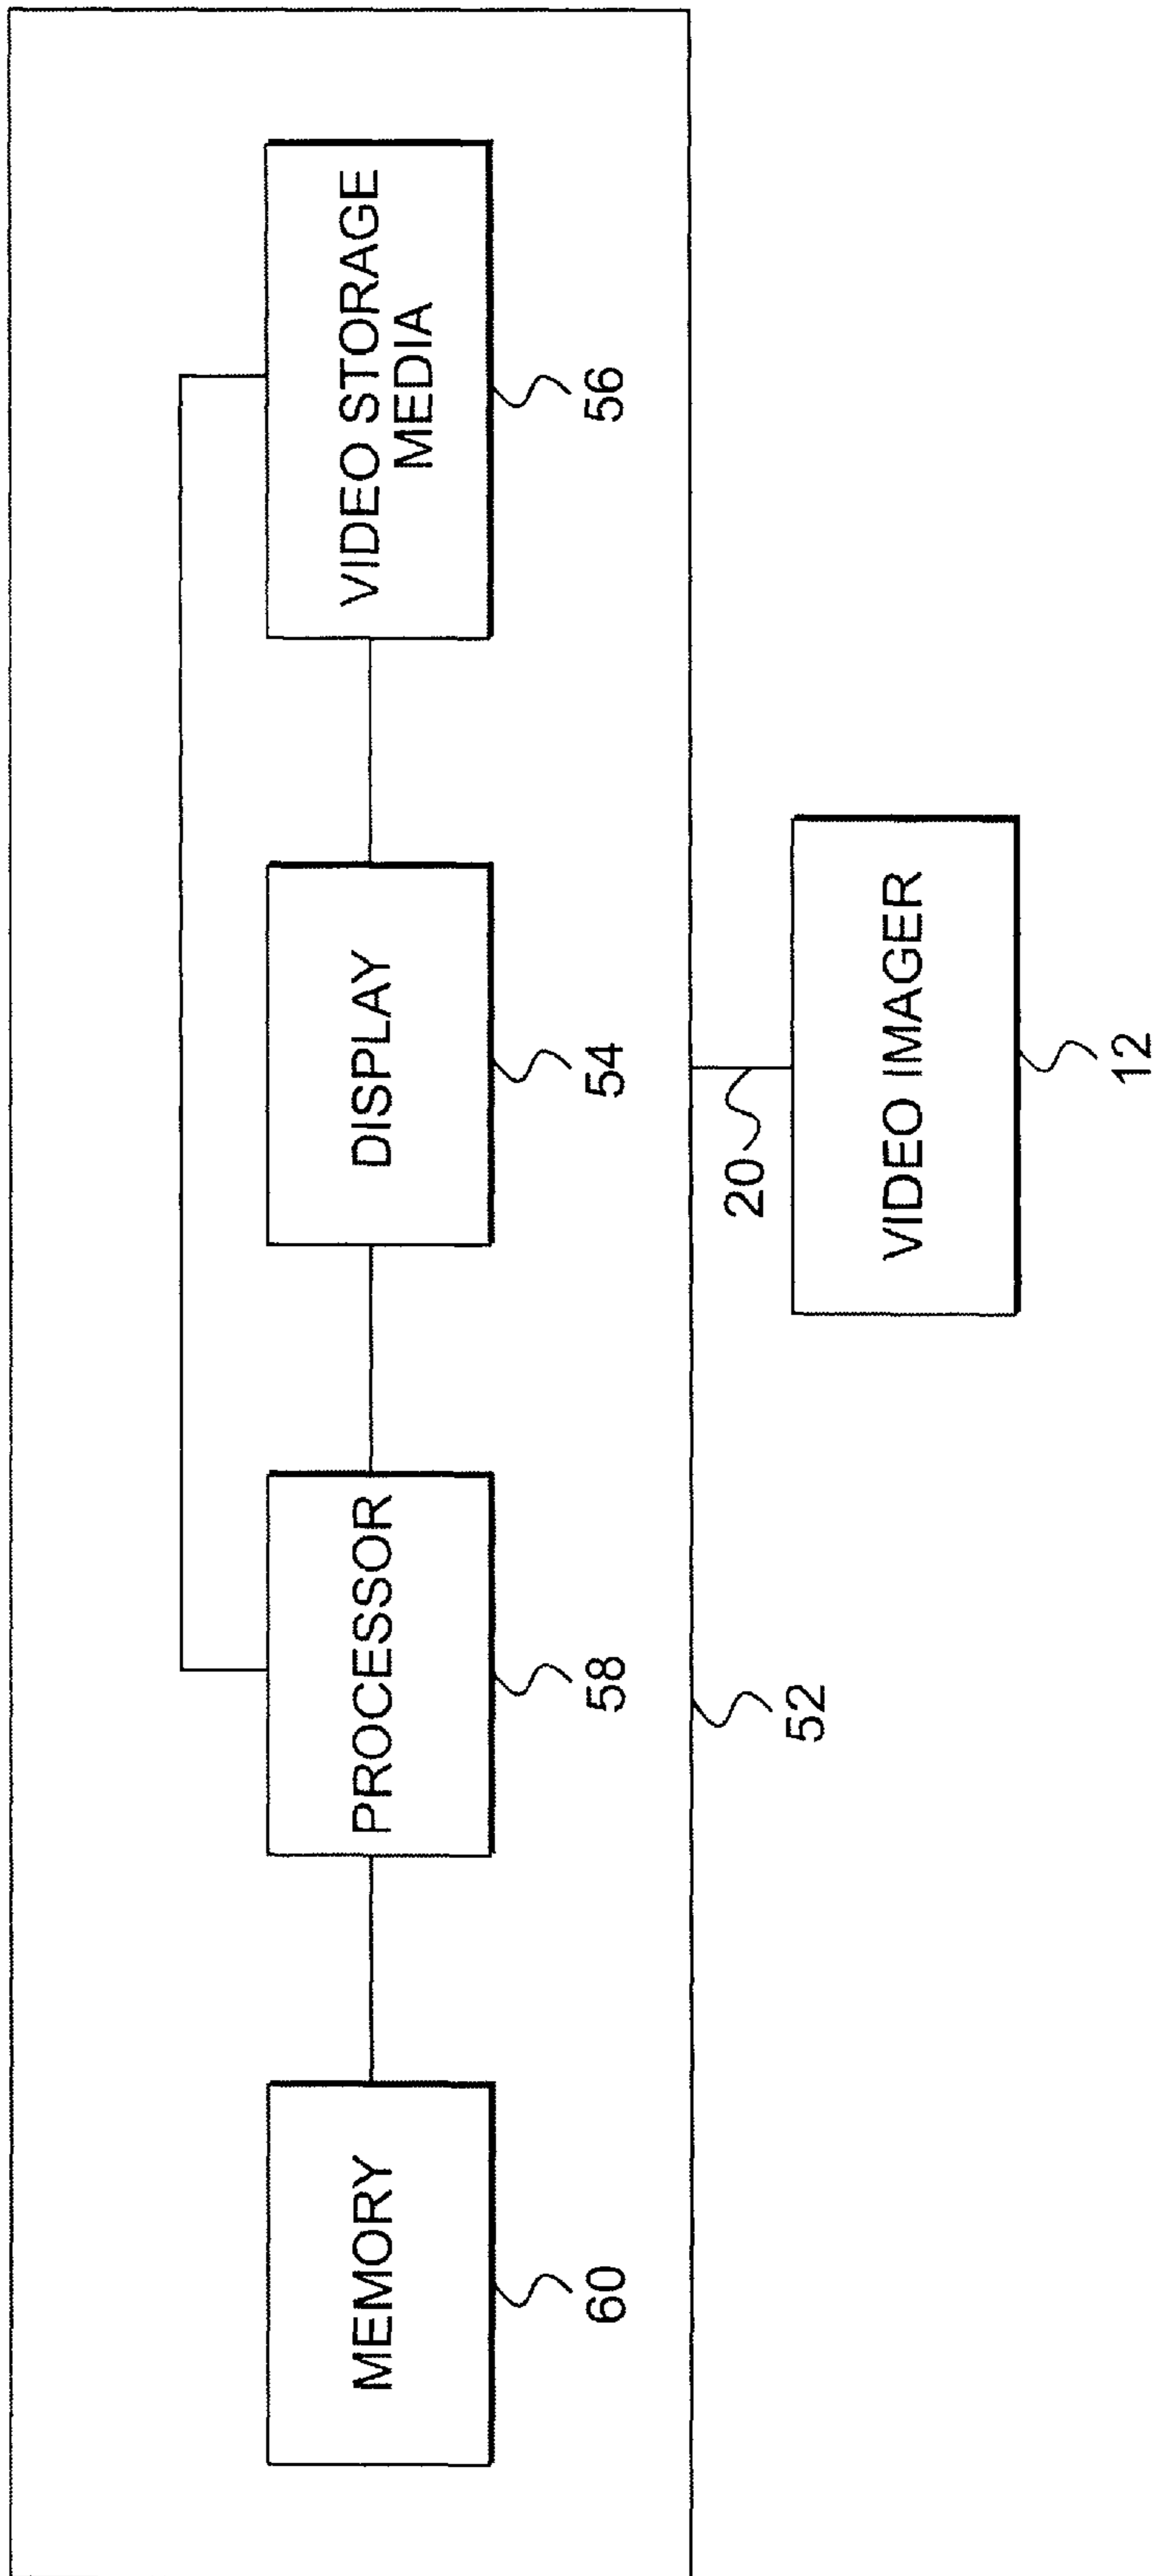 MEMORY
PROCESSOR
DISPLAY
VIDEO STORAGE
MEDIA
60
58
54
56
52
20
VIDEO IMAGER
12